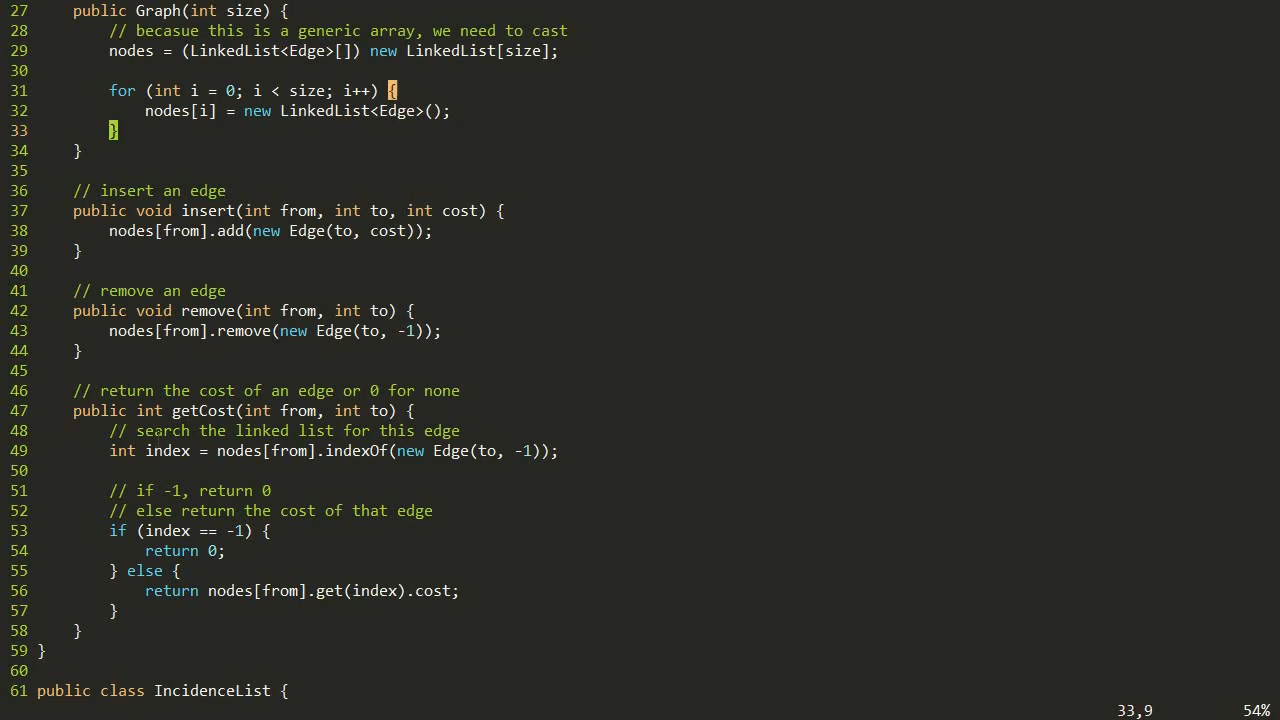 27 public Graph(int size) {
28 // becasue this is a generic array, we need to cast
29 nodes = (LinkedList<Edge>[]) new LinkedList[size];
30
31 for (int i = 0; i < size; i++) {
32 nodes[i] = new LinkedList<Edge>();
33 }
34 }
35
36 // insert an edge
37 public void insert(int from, int to, int cost) {
38 nodes[from].add(new Edge(to, cost));
39 }
40
41 // remove an edge
42 public void remove(int from, int to) {
43 nodes[from].remove(new Edge(to, -1));
44 }
45
46 // return the cost of an edge or 0 for none
47 public int getCost(int from, int to) {
48 // search the linked list for this edge
49 int index = nodes[from].indexOf(new Edge(to, -1));
50
51 // if -1, return 0
52 // else return the cost of that edge
53 if (index == -1) {
54 return 0;
55 } else {
56 return nodes[from].get(index).cost;
57 }
58 }
59 }
60
61 public class IncidenceList {
33,9 54%